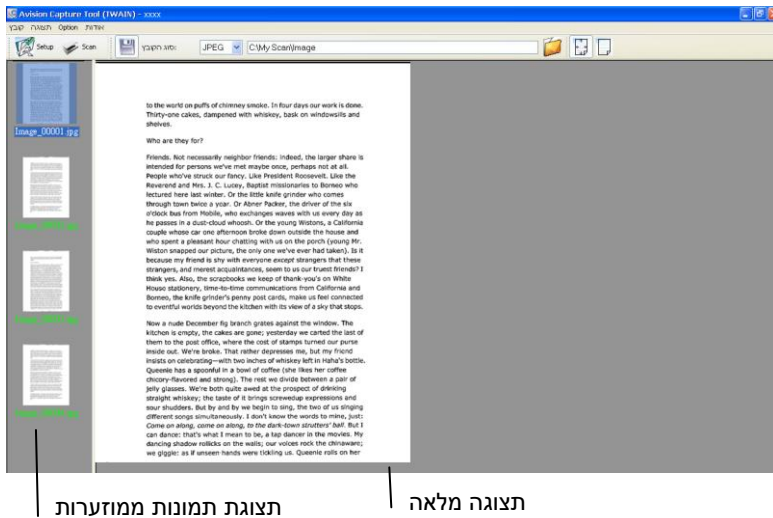 Avision Capture Tool (TWAIN) - xxxx
קובץ תצוגה Option אודות
Setup Scan סוג הקובץ: JPEG C:\My Scan\Image
Image_00001.jpg
to the world on puffs of chimney smoke. In four days our work is done.
Thirty-one cakes, dampened with whiskey, bask on windowsills and
shelves.
Who are they for?
Friends. Not necessarily neighbor friends: indeed, the larger share is
intended for persons we've met maybe once, perhaps not at all.
People who've struck our fancy. Like President Roosevelt. Like the
Reverend and Mrs. J. C. Lucey, Baptist missionaries to Borneo who
lectured here last winter. Or the little knife grinder who comes
through town twice a year. Or Abner Packer, the driver of the six
o'clock bus from Mobile, who exchanges waves with us every day as
he passes in a dust-cloud whoosh. Or the young Wistons, a California
couple whose car one afternoon broke down outside the house and
who spent a pleasant hour chatting with us on the porch (young Mr.
Wiston snapped our picture, the only one we've ever had taken). Is it
because my friend is shy with everyone except strangers that these
strangers, and merest acquaintances, seem to us our truest friends? I
think yes. Also, the scrapbooks we keep of thank-you's on White
House stationery, time-to-time communications from California and
Borneo, the knife grinder's penny post cards, make us feel connected
to eventful worlds beyond the kitchen with its view of a sky that stops.
Now a nude December fig branch grates against the window. The
kitchen is empty, the cakes are gone; yesterday we carted the last of
them to the post office, where the cost of stamps turned our purse
inside out. We're broke. That rather depresses me, but my friend
insists on celebrating—with two inches of whiskey left in Haha's bottle.
Queenie has a spoonful in a bowl of coffee (she likes her coffee
chicory-flavored and strong). The rest we divide between a pair of
jelly glasses. We're both quite awed at the prospect of drinking
straight whiskey; the taste of it brings screwedup expressions and
sour shudders. But by and by we begin to sing, the two of us singing
different songs simultaneously. I don't know the words to mine, just:
Come on along, come on along, to the dark-town strutters' ball. But I
can dance: that's what I mean to be, a tap dancer in the movies. My
dancing shadow rollicks on the walls; our voices rock the chinaware;
we giggle: as if unseen hands were tickling us. Queenie rolls on her
תצוגה מלאה
תצוגת תמונות ממוזערות